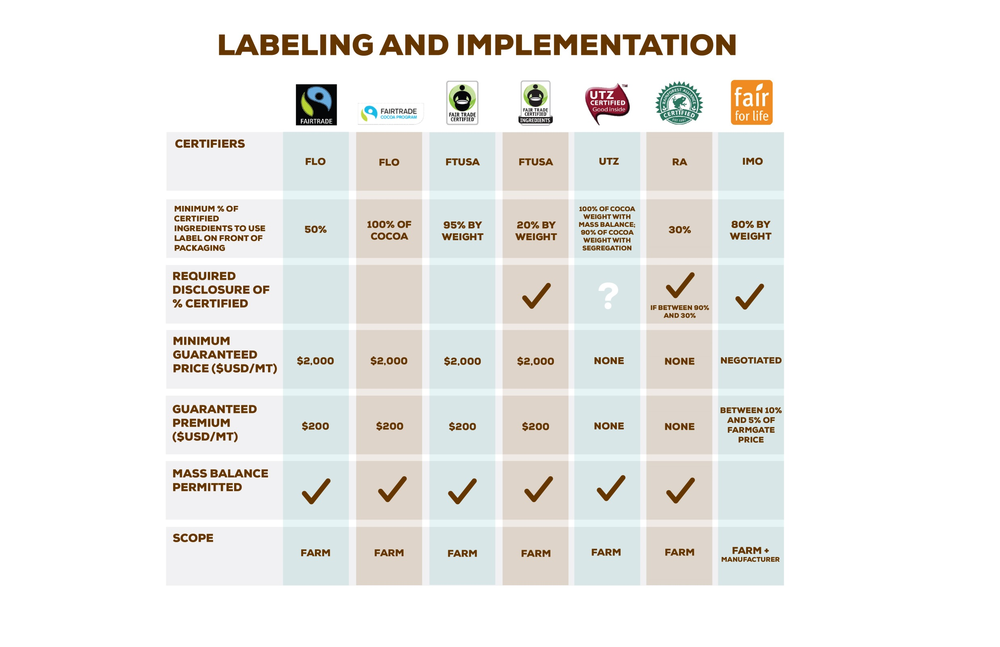 LABELING AND IMPLEMENTATION
FAIRTRADE
FAIRTRADE
COCOA PROGRAM
FAIR TRADE
CERTIFIED™
FAIR TRADE
CERTIFIED™
INGREDIENTS
UTZ
CERTIFIED
Good inside
TM
RAINFOREST ALLIANCE
CERTIFIED
EST 1987
fair
for life
CERTIFIERS
FLO
FLO
FTUSA
FTUSA
UTZ
RA
IMO
MINIMUM % OF
CERTIFIED
INGREDIENTS TO USE
LABEL ON FRONT OF
PACKAGING
50%
100% OF
COCOA
95% BY
WEIGHT
20% BY
WEIGHT
100% OF COCOA
WEIGHT WITH
MASS BALANCE;
90% OF COCOA
WEIGHT WITH
SEGREGATION
30%
80% BY
WEIGHT
REQUIRED
DISCLOSURE OF
% CERTIFIED
?
IF BETWEEN 90%
AND 30%
MINIMUM
GUARANTEED
PRICE ($USD/MT)
$2,000
$2,000
$2,000
$2,000
NONE
NONE
NEGOTIATED
GUARANTEED
PREMIUM
($USD/MT)
$200
$200
$200
$200
NONE
NONE
BETWEEN 10%
AND 5% OF
FARMGATE
PRICE
MASS BALANCE
PERMITTED
SCOPE
FARM
FARM
FARM
FARM
FARM
FARM
FARM +
MANUFACTURER